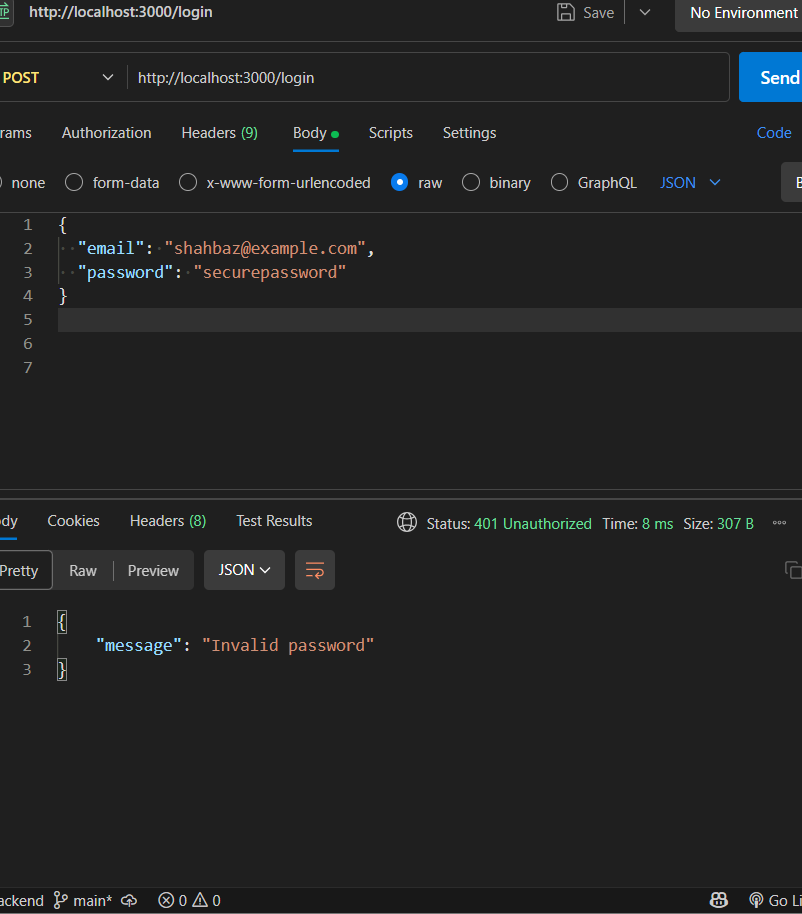 http://localhost:3000/login Save No Environment
POST http://localhost:3000/login Send
rams Authorization Headers (9) Body Scripts Settings Code
none form-data x-www-form-urlencoded raw binary GraphQL JSON B
1 {
2 "email": "shahbaz@example.com",
3 "password": "securepassword"
4 }
5
6
7
dy Cookies Headers (8) Test Results Status: 401 Unauthorized Time: 8 ms Size: 307 B
Pretty Raw Preview JSON
1 {
2 "message": "Invalid password"
3 }
ackend main* 0 0 Go Li